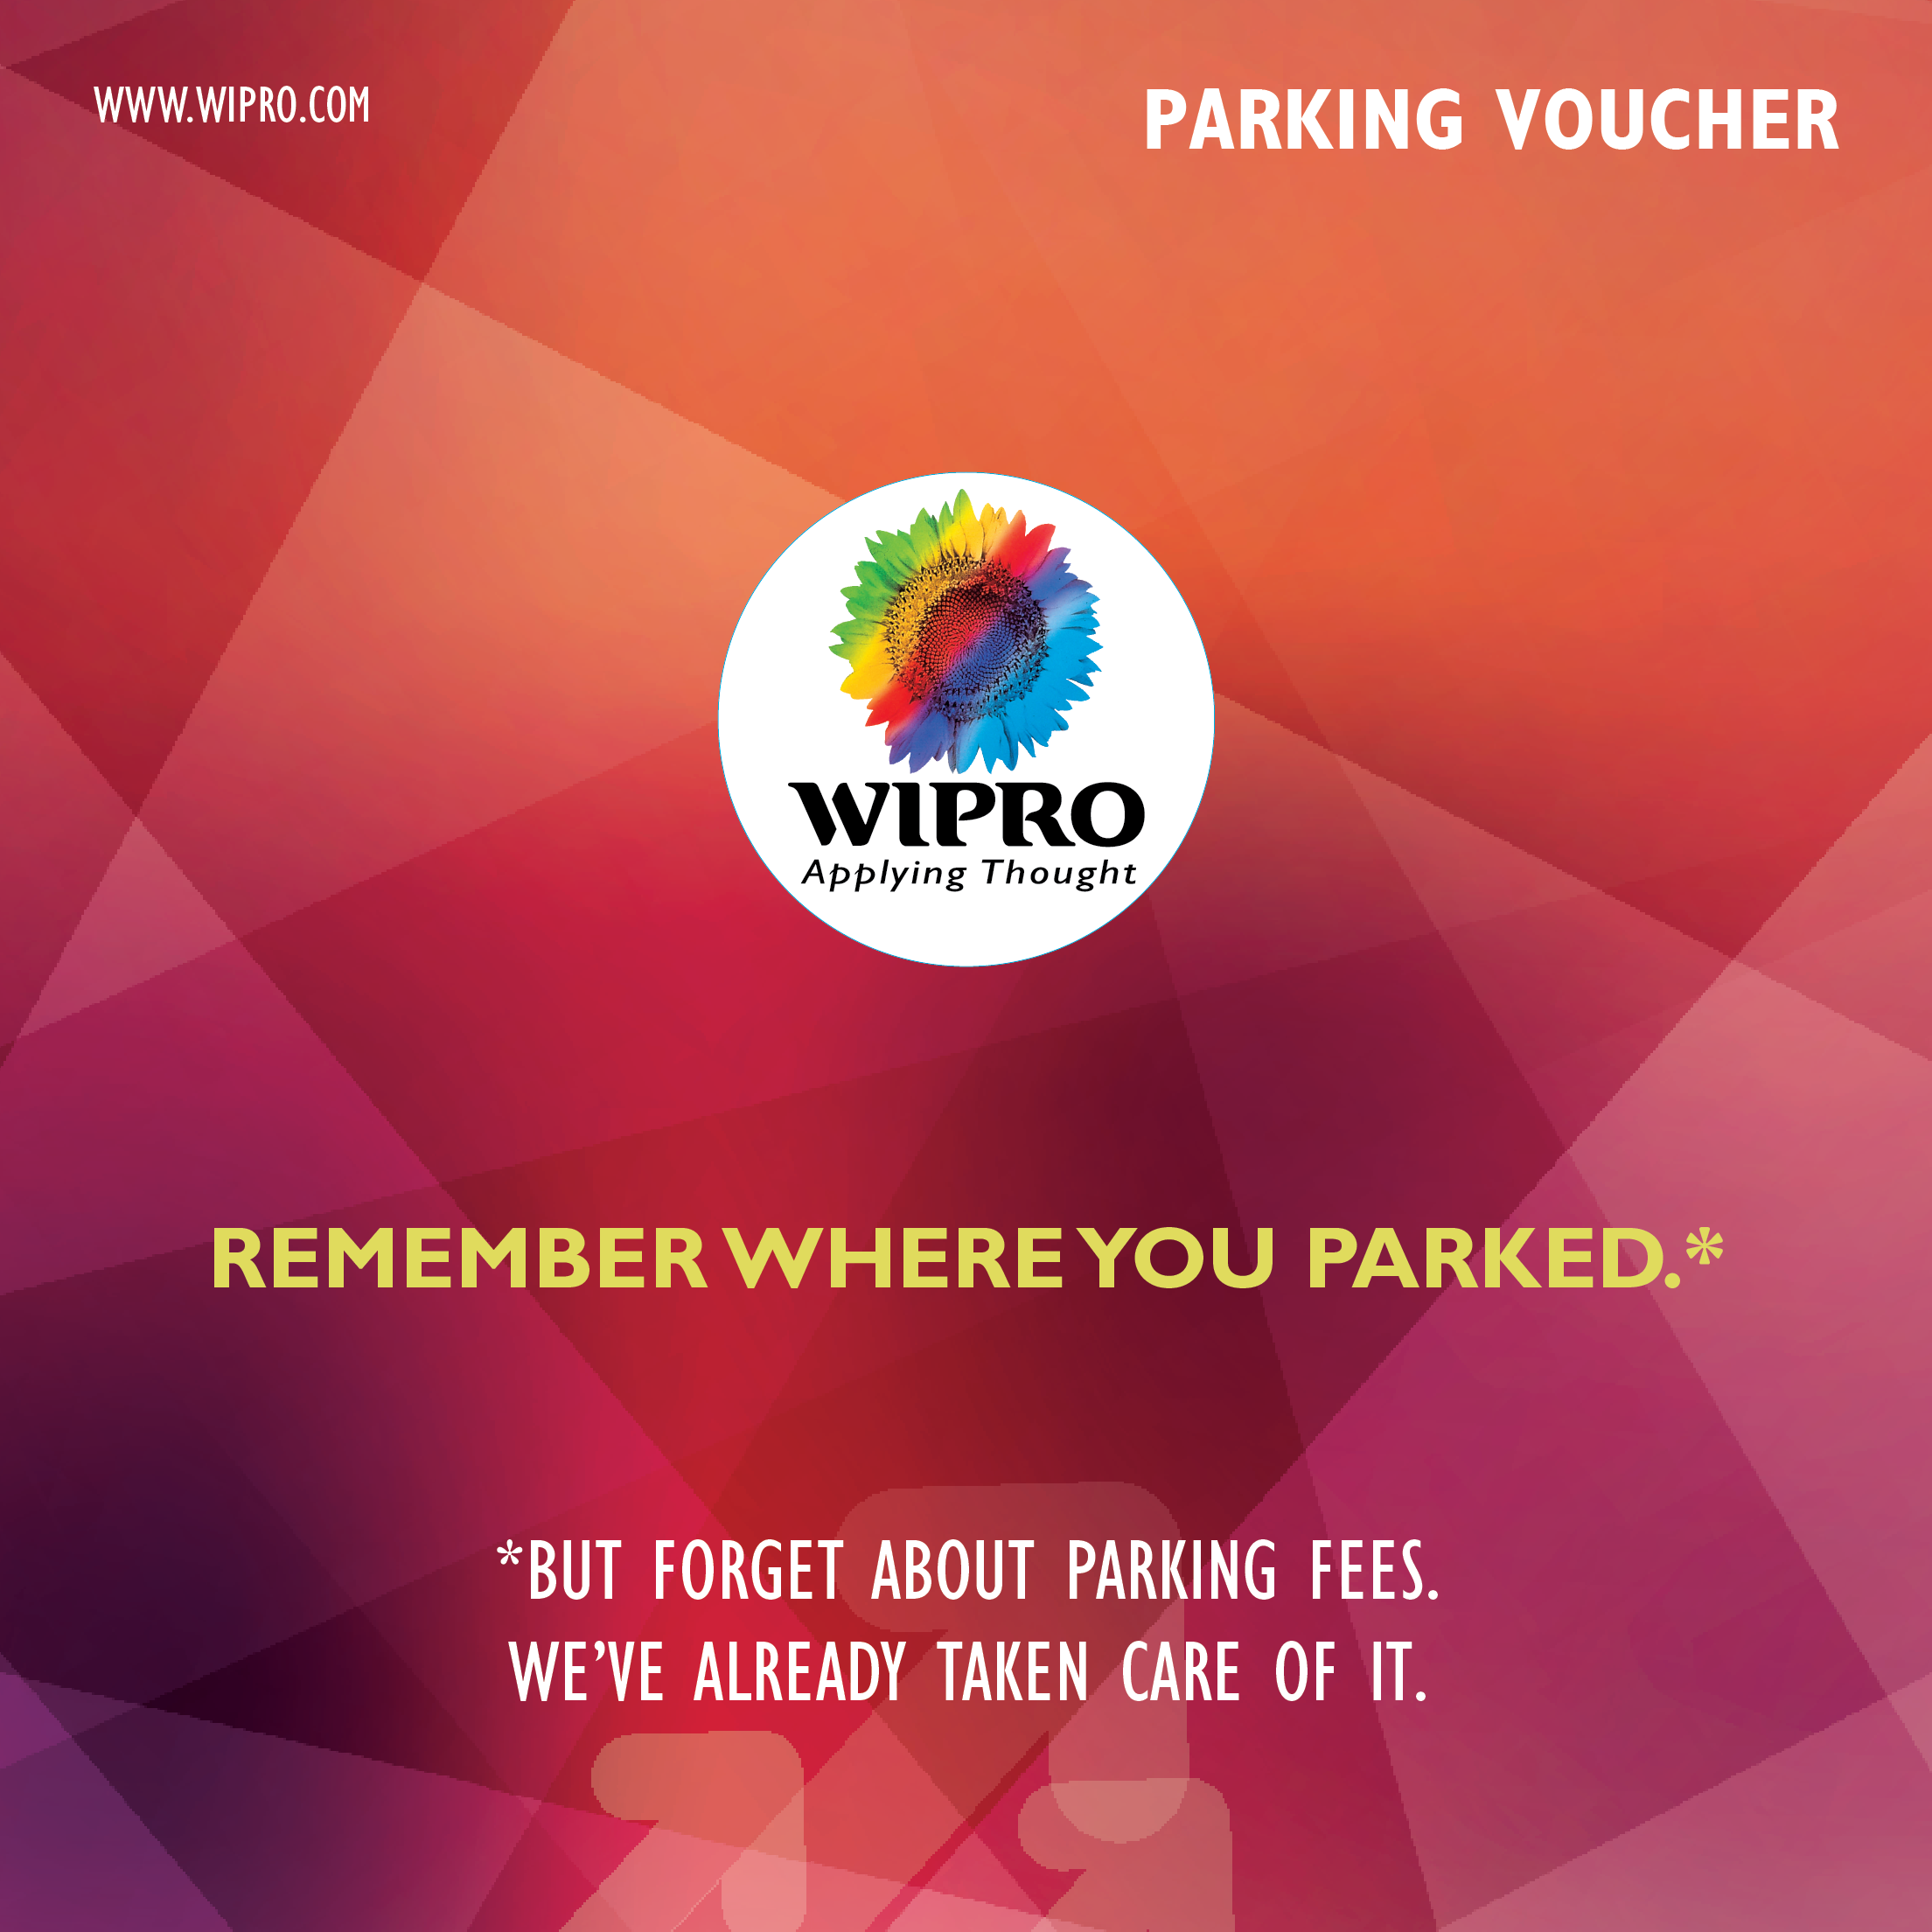 WWW.WIPRO.COM
PARKING VOUCHER
WIPRO
Applying Thought
REMEMBER WHERE YOU PARKED.*
*BUT FORGET ABOUT PARKING FEES.
WE’VE ALREADY TAKEN CARE OF IT.